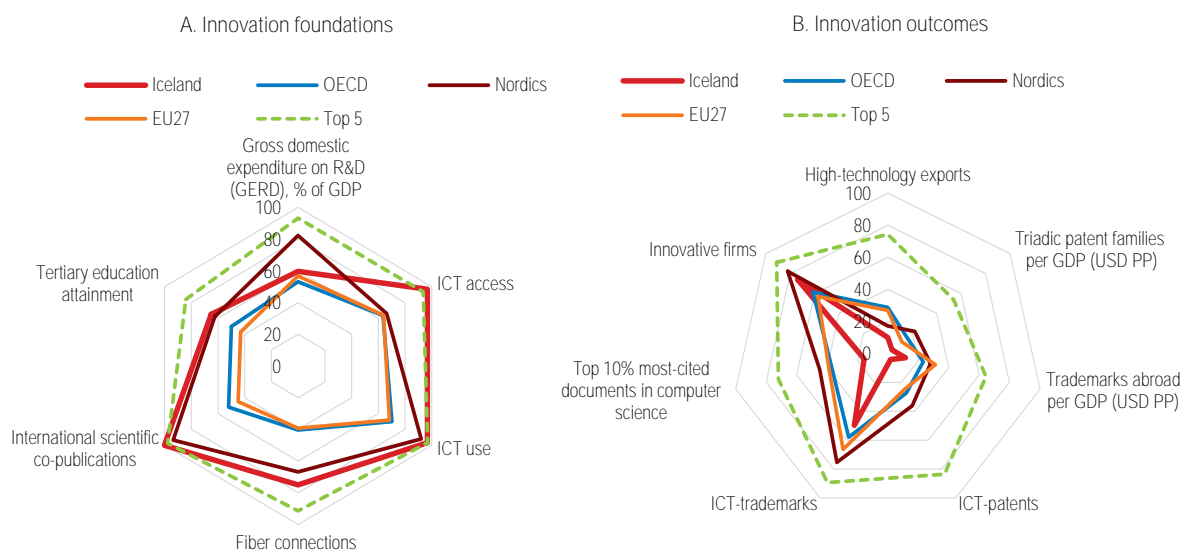 A. Innovation foundations
Iceland
OECD
Nordics
EU27
Top 5
Gross domestic
expenditure on R&D
(GERD), % of GDP
100
80
60
40
20
0
ICT access
ICT use
Fiber connections
International scientific
co-publications
Tertiary education
attainment
B. Innovation outcomes
Iceland
OECD
Nordics
EU27
Top 5
High-technology exports
100
80
60
40
20
0
Triadic patent families
per GDP (USD PP)
Trademarks abroad
per GDP (USD PP)
ICT-patents
ICT-trademarks
Top 10% most-cited
documents in computer
science
Innovative firms